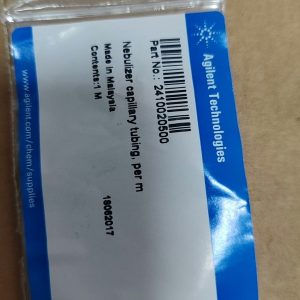 Agilent Technologies
Part No.: 2410020500
Nebulizer capillary tubing, per m
Made in Malaysia
Contents:1 M
18062017
www.agilent.com/chem/supplies